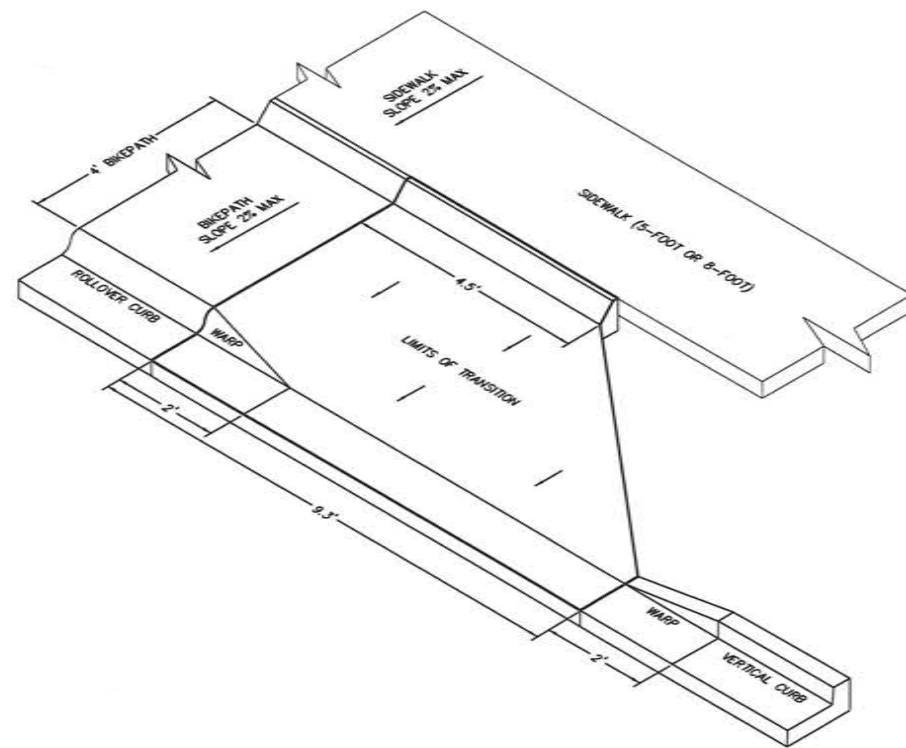 SIDEWALK
SLOPE 2% MAX
4' BIKEPATH
BIKEPATH
SLOPE 2% MAX
SIDEWALK (5-FOOT OR 8-FOOT)
ROLLOVER CURB
WARP
4.5'
LIMITS OF TRANSITION
2'
9.3'
WARP
2'
VERTICAL CURB